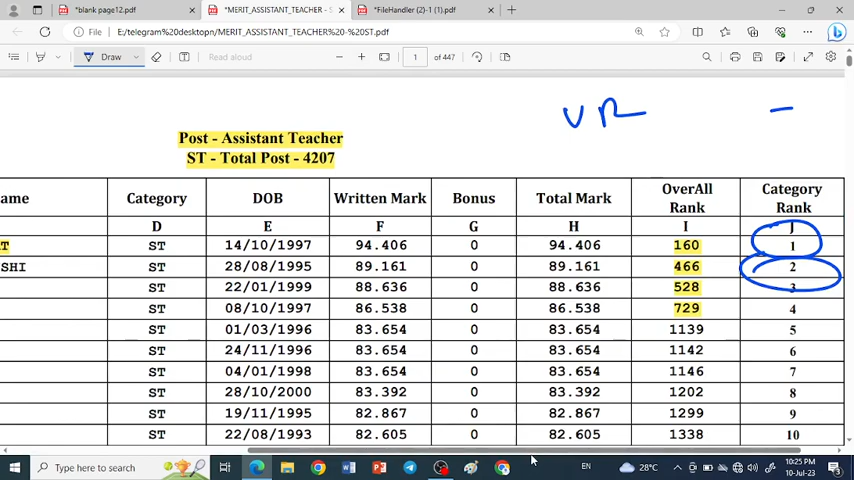 *blank page12.pdf
*MERIT_ASSISTANT_TEACHER - S
*FileHandler (2)-1 (1).pdf
File E:/telegram desktopn/MERIT_ASSISTANT_TEACHER%20-%20ST.pdf
Draw Read aloud 1 of 447
UR -
Post - Assistant Teacher
ST - Total Post - 4207
ame Category DOB Written Mark Bonus Total Mark OverAll Rank Category Rank
D E F G H I J
AT ST 14/10/1997 94.406 0 94.406 160 1
SHI ST 28/08/1995 89.161 0 89.161 466 2
ST 22/01/1999 88.636 0 88.636 528 3
ST 08/10/1997 86.538 0 86.538 729 4
ST 01/03/1996 83.654 0 83.654 1139 5
ST 24/11/1996 83.654 0 83.654 1142 6
ST 04/01/1998 83.654 0 83.654 1146 7
ST 28/10/2000 83.392 0 83.392 1202 8
ST 19/11/1995 82.867 0 82.867 1299 9
ST 22/08/1993 82.605 0 82.605 1338 10
Type here to search EN 28°C 10:25 PM
10-Jul-23 3